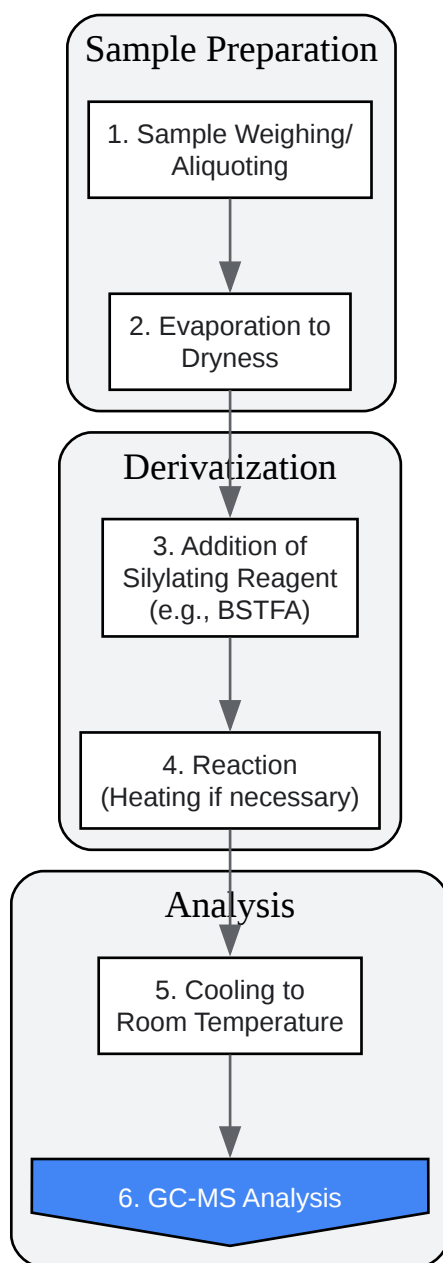 Sample Preparation
1. Sample Weighing/
Aliquoting
2. Evaporation to
Dryness
Derivatization
3. Addition of
Silylating Reagent
(e.g., BSTFA)
4. Reaction
(Heating if necessary)
Analysis
5. Cooling to
Room Temperature
6. GC-MS Analysis